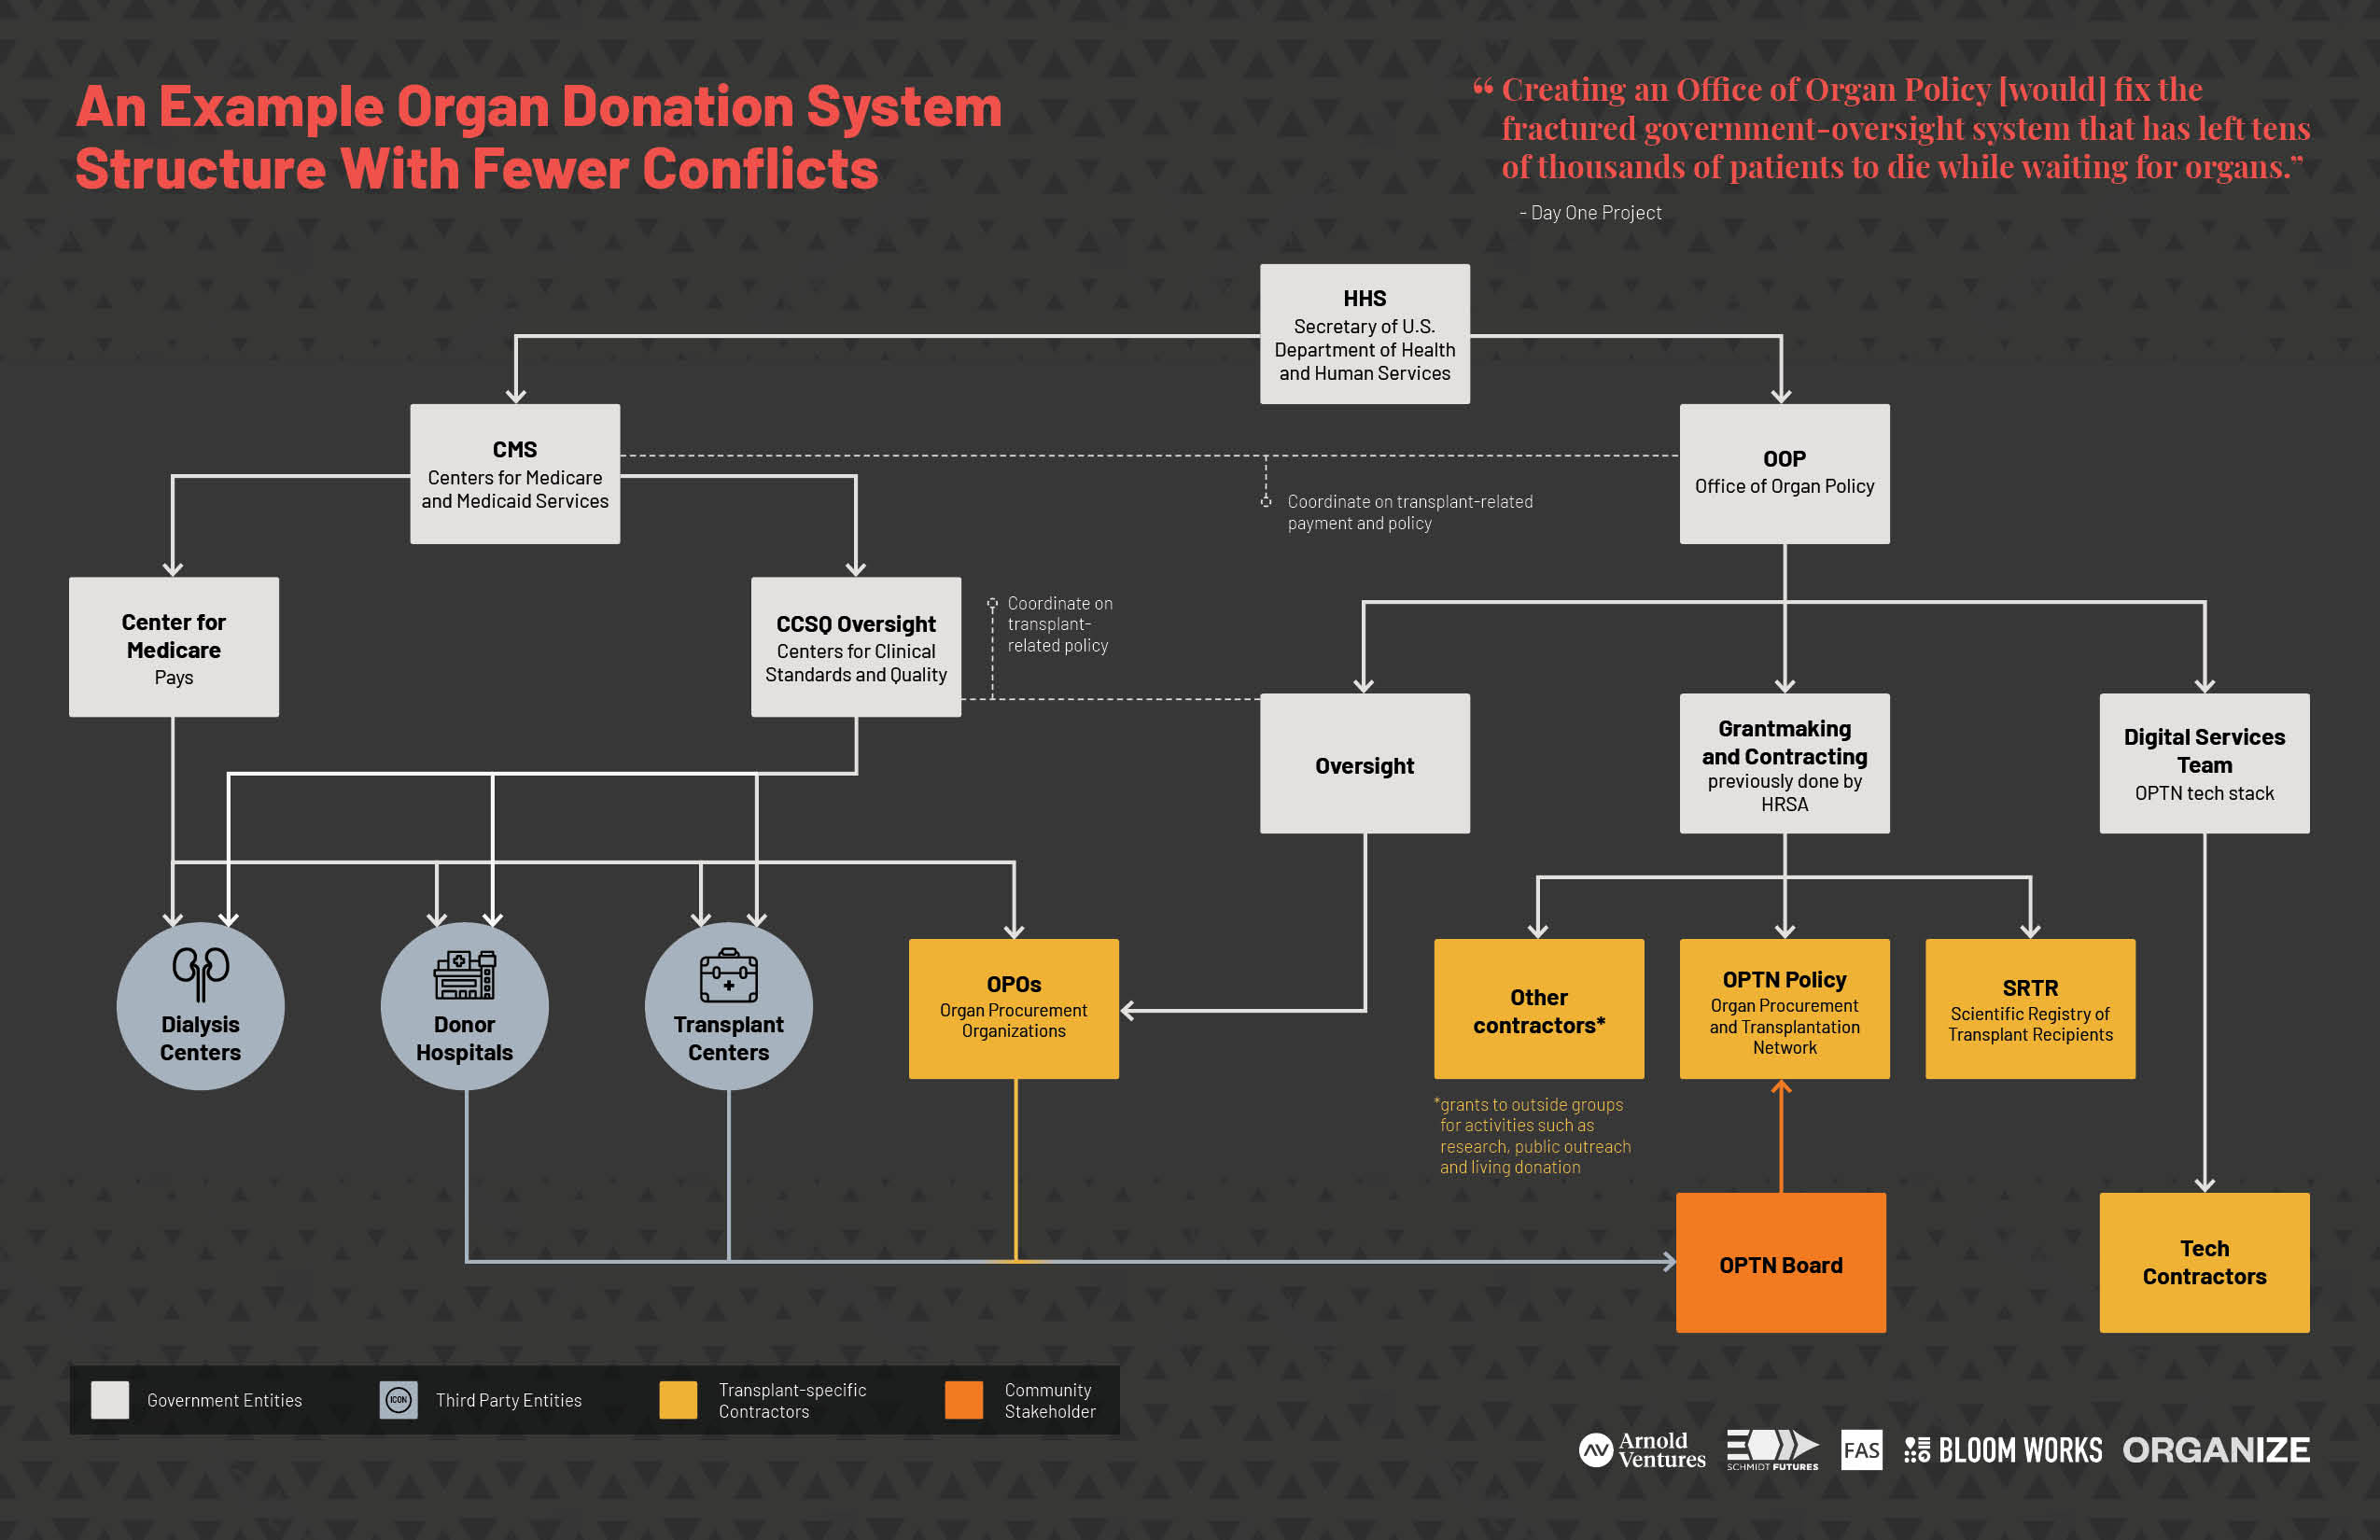 An Example Organ Donation System
Structure With Fewer Conflicts
“ Creating an Office of Organ Policy [would] fix the
fractured government-oversight system that has left tens
of thousands of patients to die while waiting for organs.”
- Day One Project
HHS
Secretary of U.S.
Department of Health
and Human Services
CMS
Centers for Medicare
and Medicaid Services
OOP
Office of Organ Policy
Coordinate on transplant-related
payment and policy
Center for
Medicare
Pays
CCSQ Oversight
Centers for Clinical
Standards and Quality
Coordinate on
transplant-
related policy
Oversight
Grantmaking
and Contracting
previously done by
HRSA
Digital Services
Team
OPTN tech stack
Dialysis
Centers
Donor
Hospitals
Transplant
Centers
OPOs
Organ Procurement
Organizations
Other
contractors*
OPTN Policy
Organ Procurement
and Transplantation
Network
SRTR
Scientific Registry of
Transplant Recipients
*grants to outside groups
for activities such as
research, public outreach
and living donation
OPTN Board
Tech
Contractors
Government Entities
ICON
Third Party Entities
Transplant-specific
Contractors
Community
Stakeholder
AV
Arnold
Ventures
SCHMIDT FUTURES
FAS
BLOOM WORKS
ORGANIZE